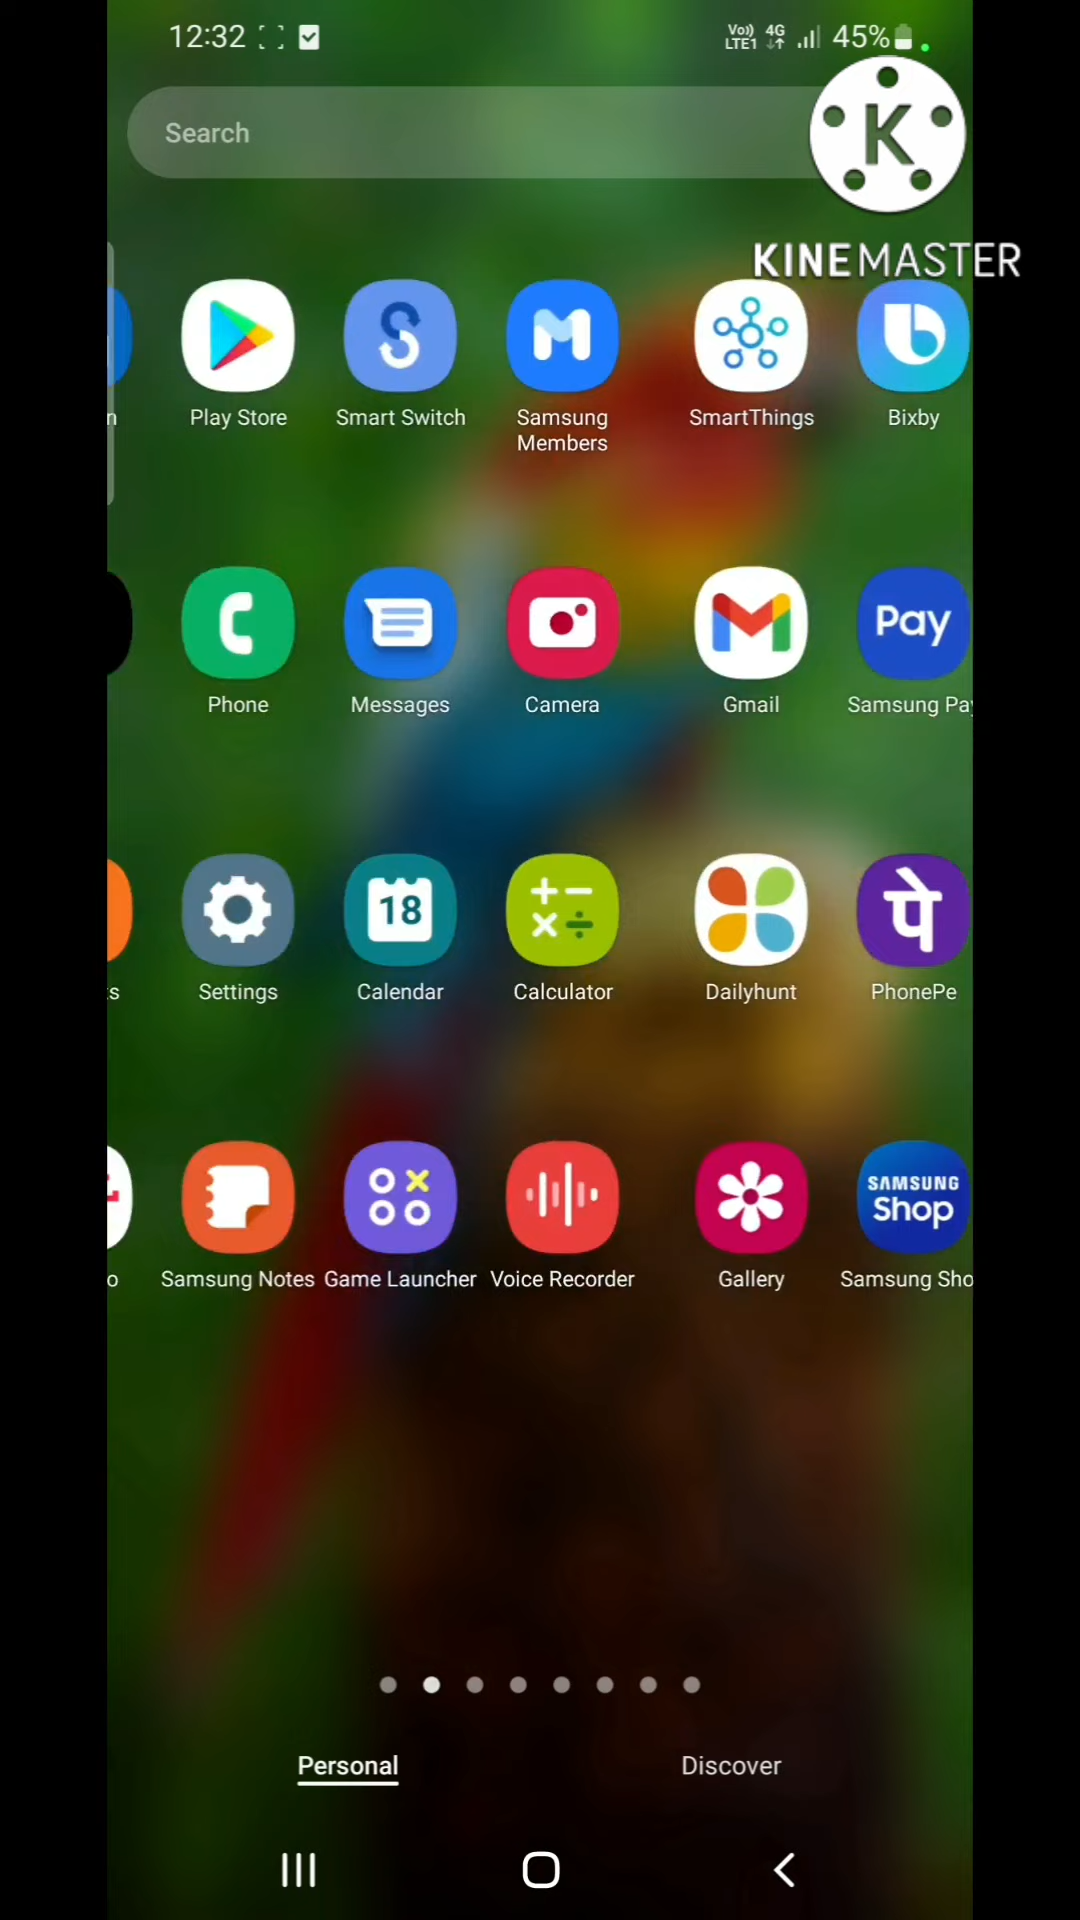 12:32
Vo)) 4G
LTE1
45%
Search
K
KINEMASTER
n
Play Store
Smart Switch
Samsung
Members
SmartThings
Bixby
Pay
Phone
Messages
Camera
Gmail
Samsung Pay
18
पे
s
Settings
Calendar
Calculator
Dailyhunt
PhonePe
SAMSUNG
Shop
o
Samsung Notes
Game Launcher
Voice Recorder
Gallery
Samsung Sho
Personal
Discover